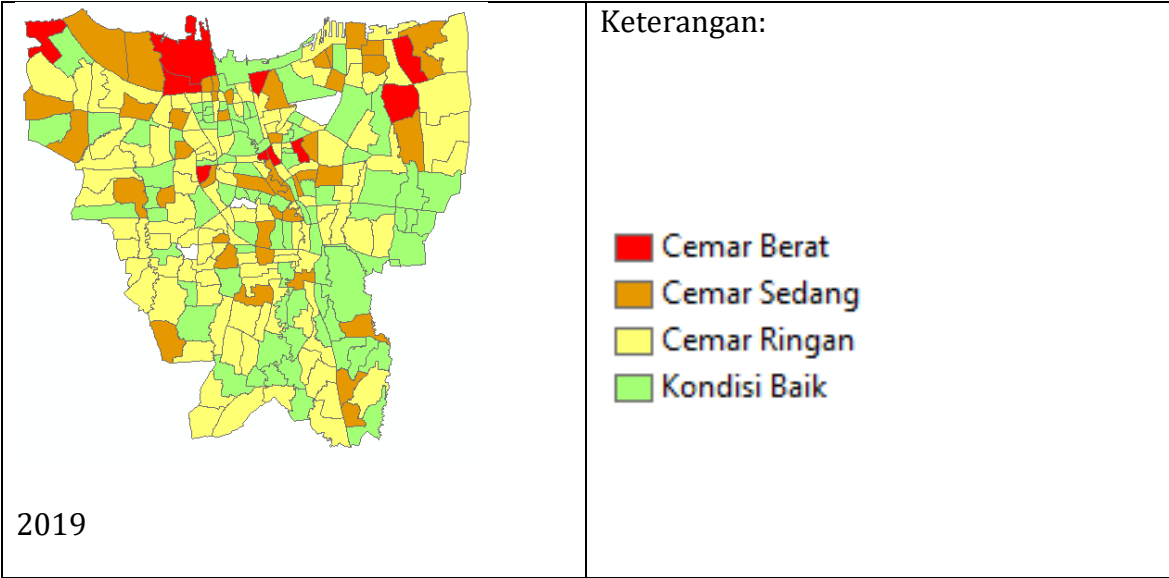 Keterangan:
Cemar Berat
Cemar Sedang
Cemar Ringan
Kondisi Baik
2019